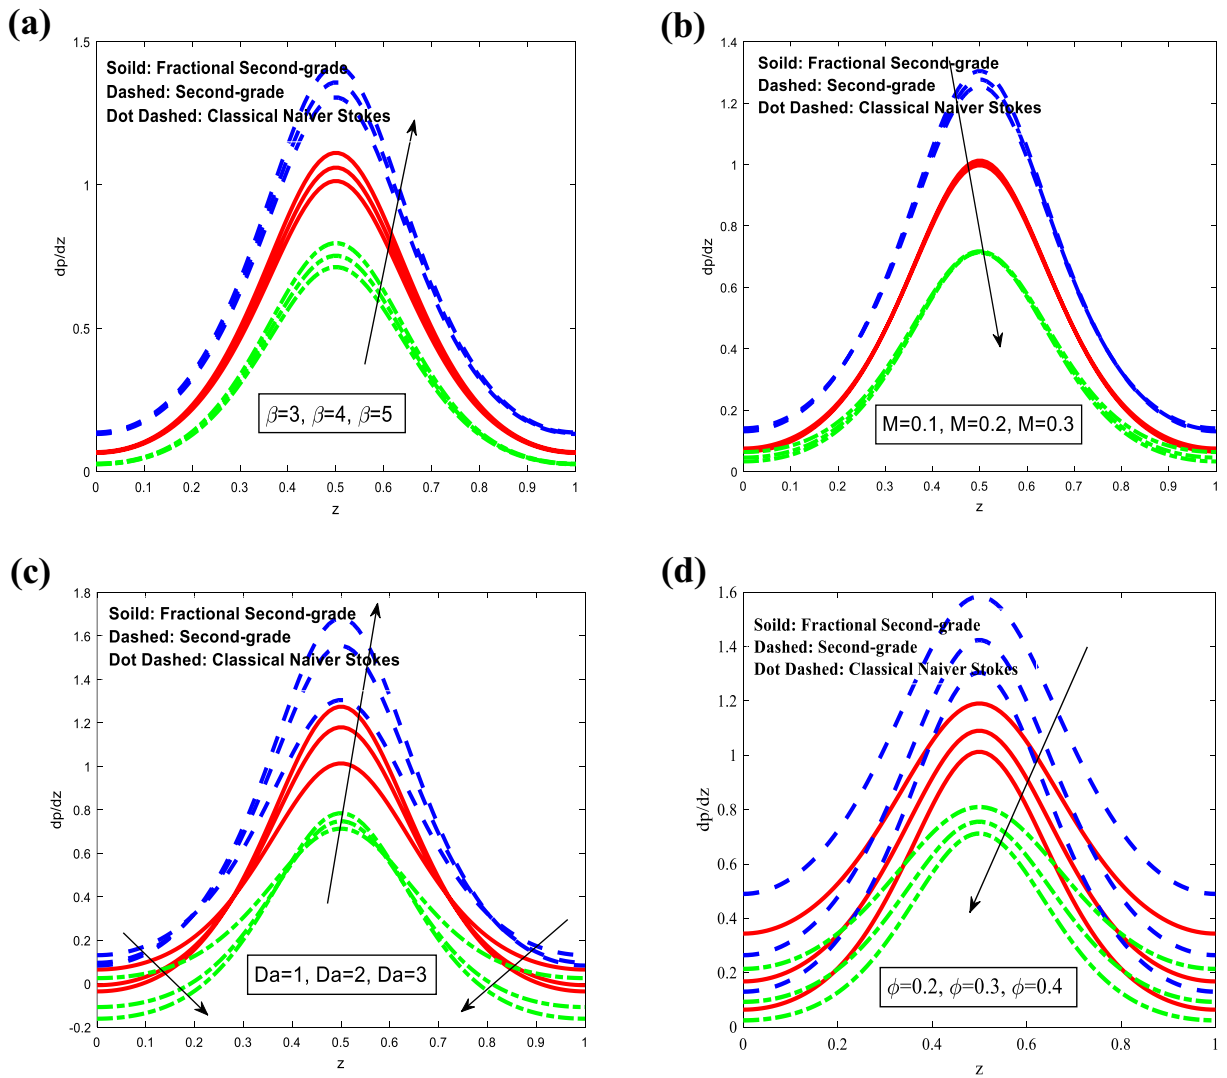 (a)
1.5
Soild: Fractional Second-grade
Dashed: Second-grade
Dot Dashed: Classical Naiver Stokes
1
dp/dz
0.5
β=3, β=4, β=5
0
0 0.1 0.2 0.3 0.4 0.5 0.6 0.7 0.8 0.9 1
z
(b)
1.4
Soild: Fractional Second-grade
Dashed: Second-grade
1.2
Dot Dashed: Classical Naiver Stokes
1
0.8
dp/dz
0.6
0.4
0.2
M=0.1, M=0.2, M=0.3
0
0 0.1 0.2 0.3 0.4 0.5 0.6 0.7 0.8 0.9 1
z
(c)
1.8
Soild: Fractional Second-grade
1.6
Dashed: Second-grade
Dot Dashed: Classical Naiver Stokes
1.4
1.2
1
0.8
dp/dz
0.6
0.4
0.2
0
Da=1, Da=2, Da=3
-0.2
0 0.1 0.2 0.3 0.4 0.5 0.6 0.7 0.8 0.9 1
z
(d)
1.6
Soild: Fractional Second-grade
Dashed: Second-grade
1.4
Dot Dashed: Classical Naiver Stokes
1.2
1
0.8
dp/dz
0.6
0.4
0.2
ϕ=0.2, ϕ=0.3, ϕ=0.4
0
0 0.2 0.4 0.6 0.8 1
z